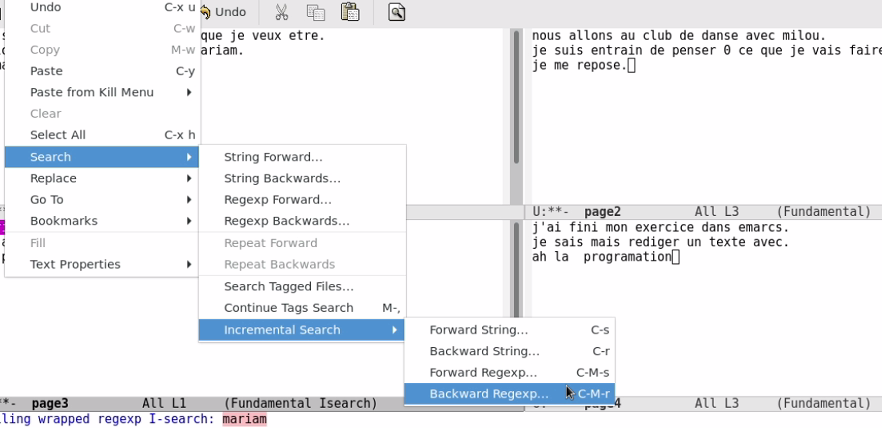 Undo C-x u
Cut C-w
Copy M-w
Paste C-y
Paste from Kill Menu
Clear
Select All C-x h
Search
Replace
Go To
Bookmarks
Fill
Text Properties
Undo
que je veux etre.
ariam.
String Forward...
String Backwards...
Regexp Forward...
Regexp Backwards...
Repeat Forward
Repeat Backwards
Search Tagged Files...
Continue Tags Search M-,
Incremental Search
Forward String... C-s
Backward String... C-r
Forward Regexp... C-M-s
Backward Regexp... C-M-r
nous allons au club de danse avec milou.
je suis entrain de penser 0 ce que je vais faire
je me repose.
U:**- page2 All L3 (Fundamental)
j'ai fini mon exercice dans emarcs.
je sais mais rediger un texte avec.
ah la  programation
**- page3 All L1 (Fundamental Isearch)
4 All L3 (Fundamental)
ling wrapped regexp I-search: mariam